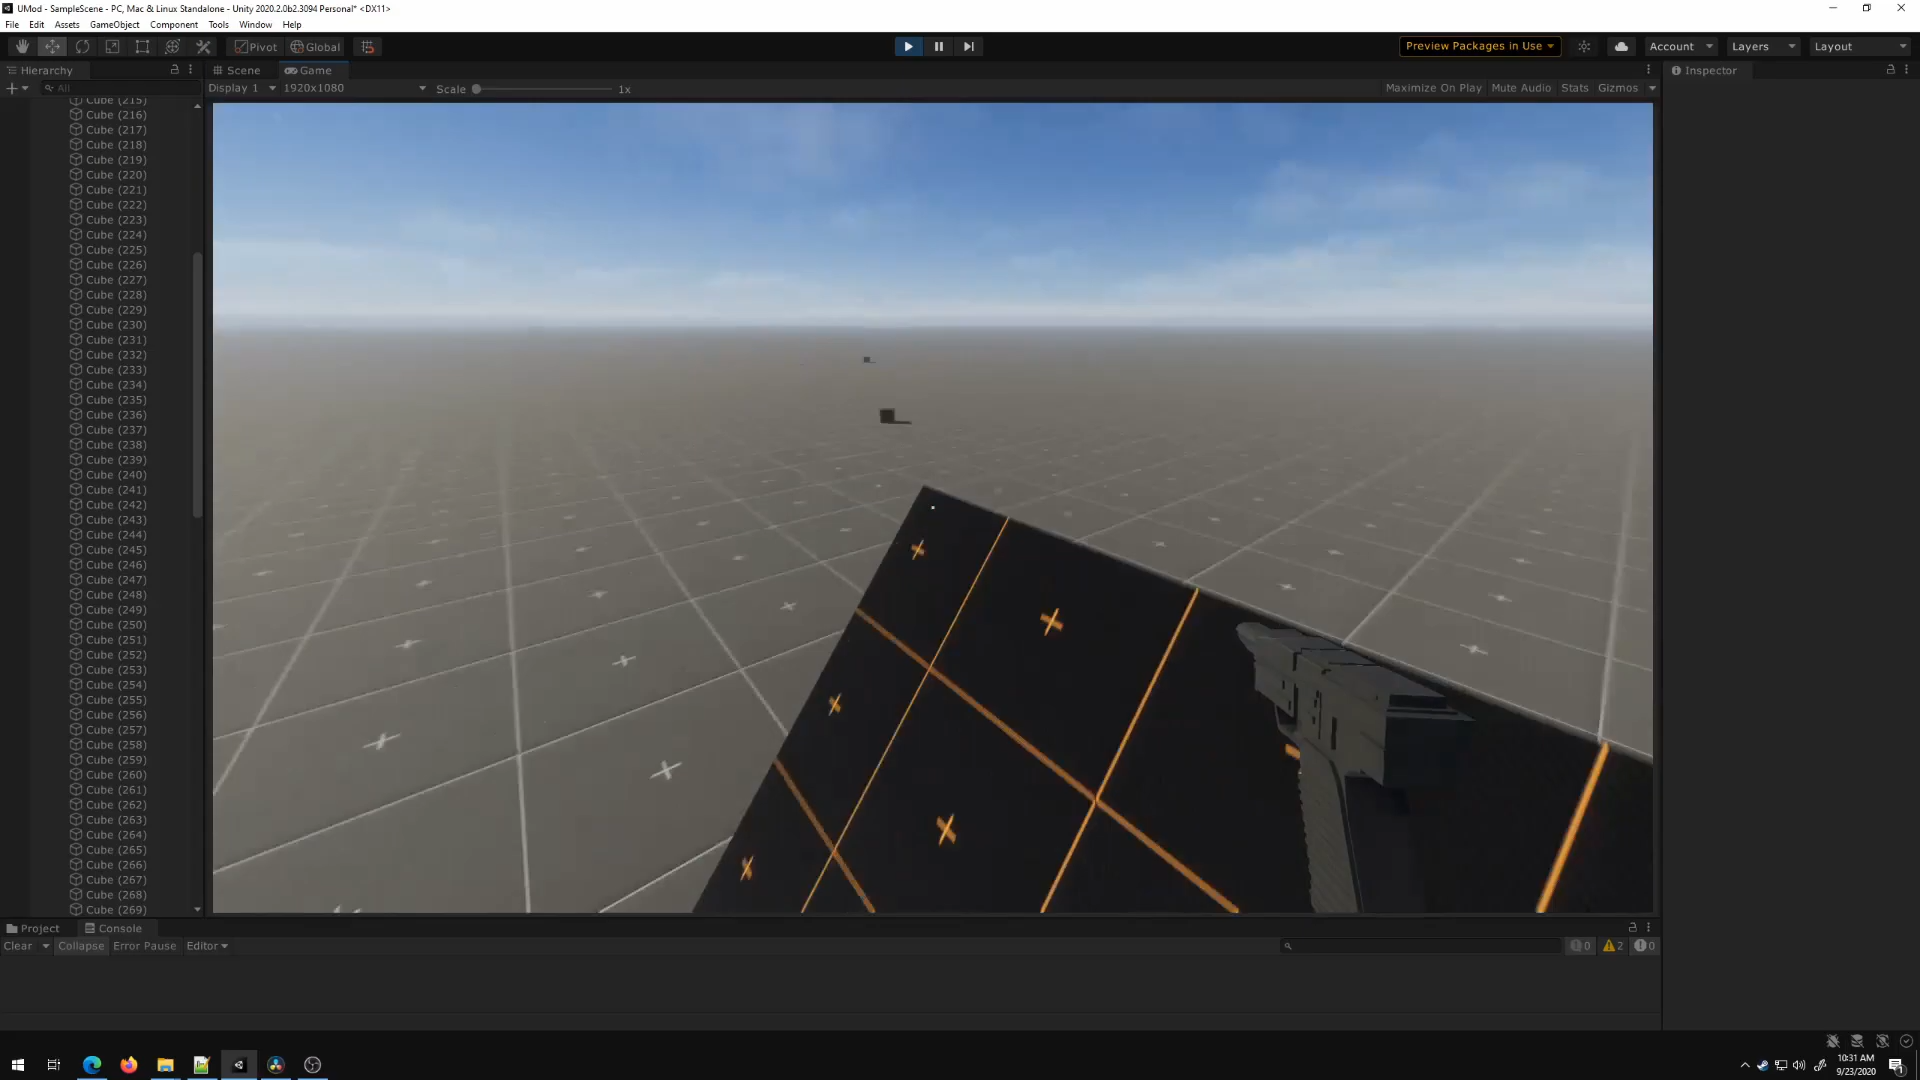 UMod - SampleScene - PC, Mac & Linux Standalone - Unity 2020.2.0b2.3094 Personal* <DX11>
File Edit Assets GameObject Component Tools Window Help
Pivot Global Preview Packages in Use Account Layers Layout
Hierarchy Scene Game Inspector
All Display 1 1920x1080 Scale 1x Maximize On Play Mute Audio Stats Gizmos
Cube (215)
Cube (216)
Cube (217)
Cube (218)
Cube (219)
Cube (220)
Cube (221)
Cube (222)
Cube (223)
Cube (224)
Cube (225)
Cube (226)
Cube (227)
Cube (228)
Cube (229)
Cube (230)
Cube (231)
Cube (232)
Cube (233)
Cube (234)
Cube (235)
Cube (236)
Cube (237)
Cube (238)
Cube (239)
Cube (240)
Cube (241)
Cube (242)
Cube (243)
Cube (244)
Cube (245)
Cube (246)
Cube (247)
Cube (248)
Cube (249)
Cube (250)
Cube (251)
Cube (252)
Cube (253)
Cube (254)
Cube (255)
Cube (256)
Cube (257)
Cube (258)
Cube (259)
Cube (260)
Cube (261)
Cube (262)
Cube (263)
Cube (264)
Cube (265)
Cube (266)
Cube (267)
Cube (268)
Cube (269)
Project Console
Clear Collapse Error Pause Editor 0 2 0
10:31 AM
9/23/2020